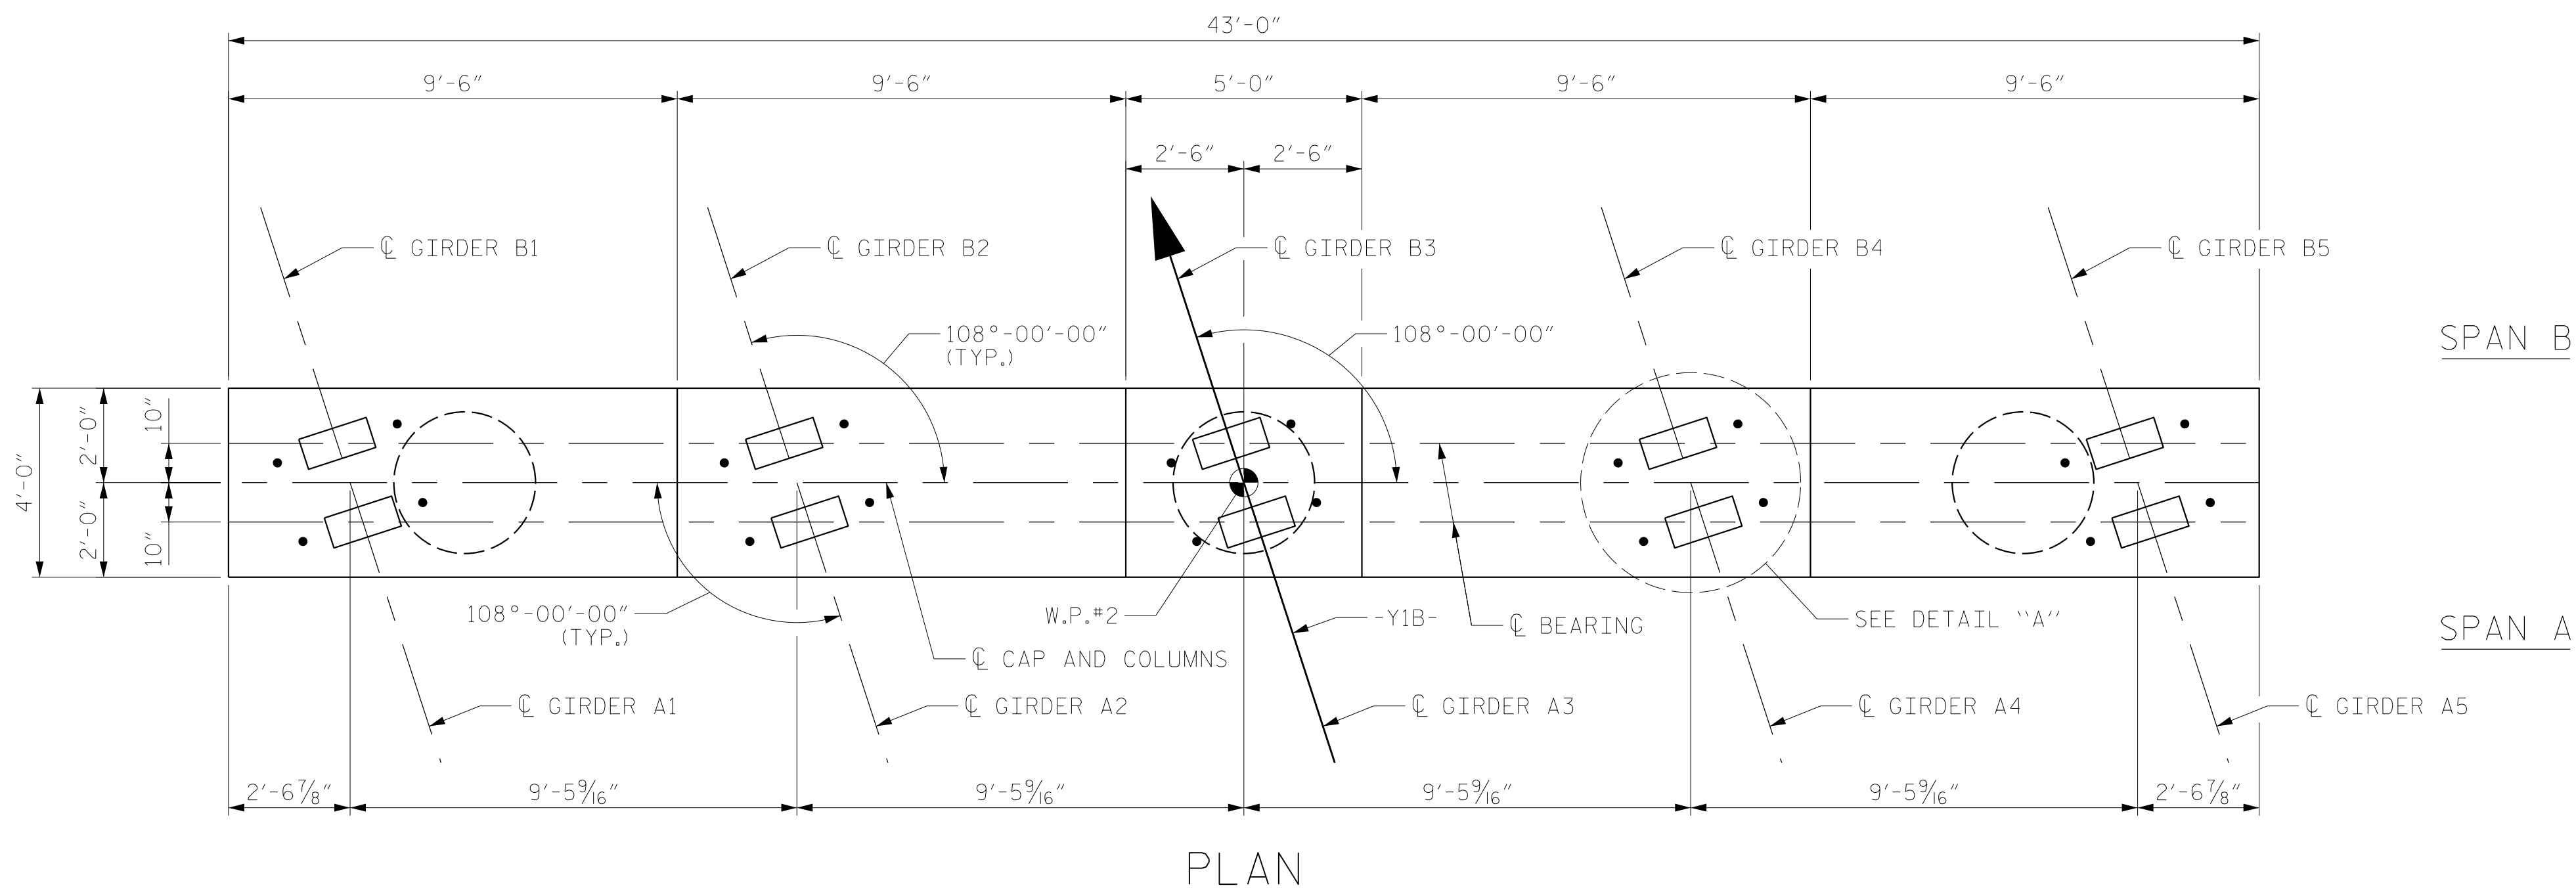 43'-0"
9'-6"
9'-6"
5'-0"
9'-6"
9'-6"
2'-6"
2'-6"
℄ GIRDER B1
℄ GIRDER B2
℄ GIRDER B3
℄ GIRDER B4
℄ GIRDER B5
108°-00'-00"
(TYP.)
108°-00'-00"
SPAN B
4'-0"
2'-0"
2'-0"
10"
10"
108°-00'-00"
(TYP.)
W.P.#2
-Y1B-
℄ BEARING
SEE DETAIL "A"
SPAN A
℄ CAP AND COLUMNS
℄ GIRDER A1
℄ GIRDER A2
℄ GIRDER A3
℄ GIRDER A4
℄ GIRDER A5
2'-6⅞"
9'-5 9/16"
9'-5 9/16"
9'-5 9/16"
9'-5 9/16"
2'-6⅞"
PLAN